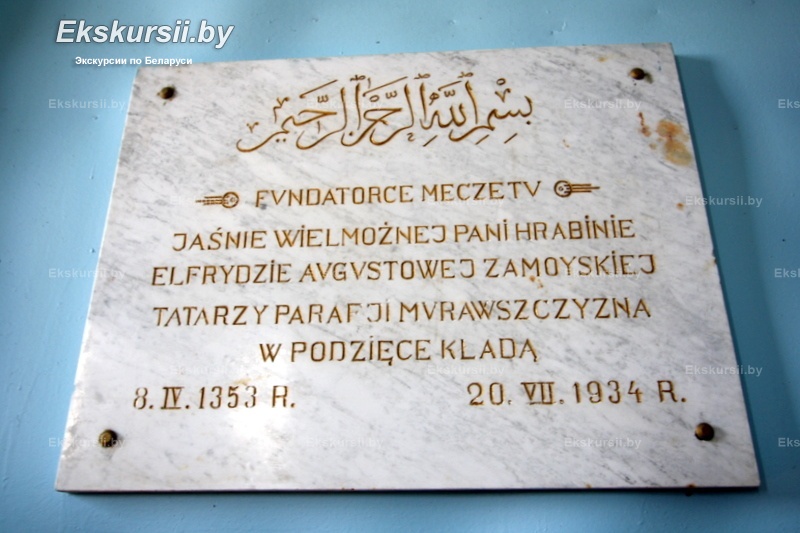 Ekskursii.by
Экскурсии по Беларуси
بسم الله الرحمن الرحيم
FVNDATORCE MECZETV
JAŚNIE WIELMOŻNEJ PANI HRABINIE
ELFRYDZIE AVGVSTOWEJ ZAMOYSKIEJ
TATARZY PARAFJI MVRAWSZCZYZNA
W PODZIĘCE KLADĄ
8. IV. 1353 R. 20. VII. 1934 R.